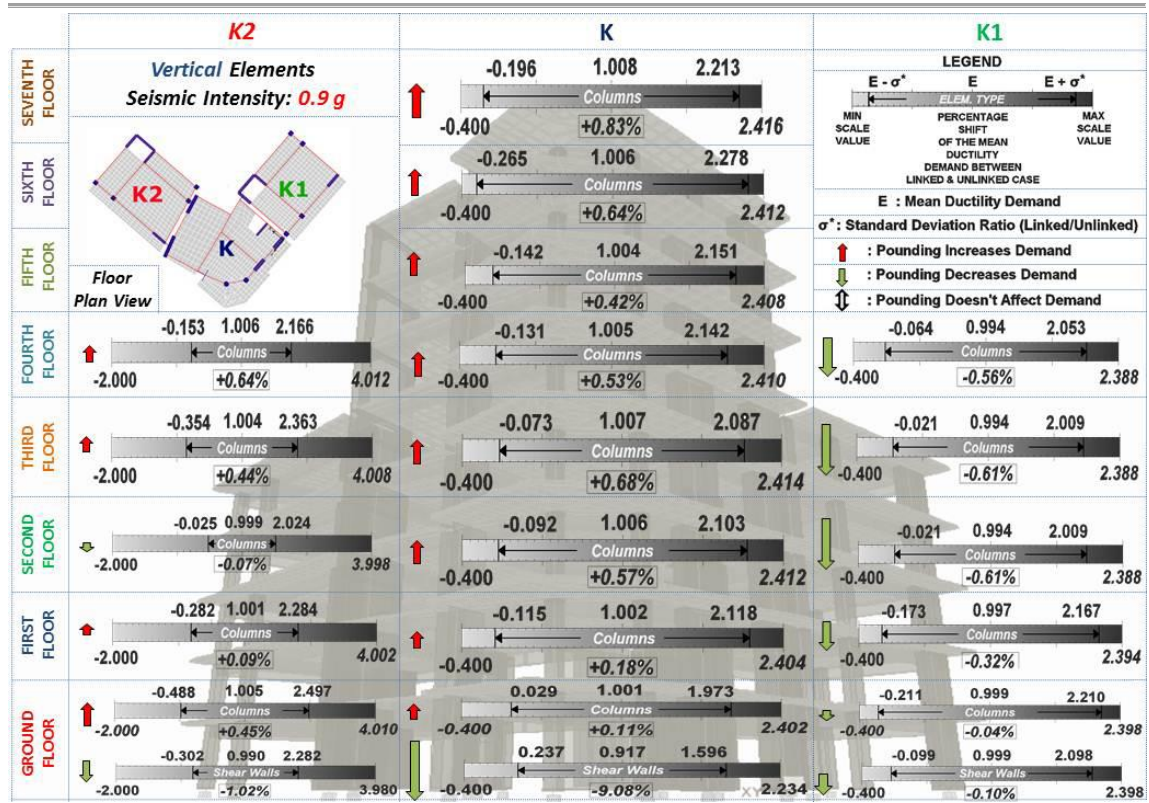 K2
K
K1
SEVENTH FLOOR
Vertical Elements
Seismic Intensity: 0.9 g
-0.196 1.008 2.213
Columns
-0.400 +0.83% 2.416
LEGEND
E - σ* E E + σ*
ELEM. TYPE
MIN SCALE VALUE
PERCENTAGE SHIFT OF THE MEAN DUCTILITY DEMAND BETWEEN LINKED & UNLINKED CASE
MAX SCALE VALUE
E : Mean Ductility Demand
σ*: Standard Deviation Ratio (Linked/Unlinked)
: Pounding Increases Demand
: Pounding Decreases Demand
: Pounding Doesn't Affect Demand
K2
K1
K
Floor
Plan View
SIXTH FLOOR
-0.265 1.006 2.278
Columns
-0.400 +0.64% 2.412
FIFTH FLOOR
-0.142 1.004 2.151
Columns
-0.400 +0.42% 2.408
FOURTH FLOOR
-0.153 1.006 2.166
Columns
-2.000 +0.64% 4.012
-0.131 1.005 2.142
Columns
-0.400 +0.53% 2.410
-0.064 0.994 2.053
Columns
-0.400 -0.56% 2.388
THIRD FLOOR
-0.354 1.004 2.363
Columns
-2.000 +0.44% 4.008
-0.073 1.007 2.087
Columns
-0.400 +0.68% 2.414
-0.021 0.994 2.009
Columns
-0.400 -0.61% 2.388
SECOND FLOOR
-0.025 0.999 2.024
Columns
-2.000 -0.07% 3.998
-0.092 1.006 2.103
Columns
-0.400 +0.57% 2.412
-0.021 0.994 2.009
Columns
-0.400 -0.61% 2.388
FIRST FLOOR
-0.282 1.001 2.284
Columns
-2.000 +0.09% 4.002
-0.115 1.002 2.118
Columns
-0.400 +0.18% 2.404
-0.173 0.997 2.167
Columns
-0.400 -0.32% 2.394
GROUND FLOOR
-0.488 1.005 2.497
Columns
-2.000 +0.45% 4.010
-0.302 0.990 2.282
Shear Walls
-2.000 -1.02% 3.980
0.029 1.001 1.973
Columns
-0.400 +0.11% 2.402
0.237 0.917 1.596
Shear Walls
-0.400 -9.08% XY 2.234
-0.211 0.999 2.210
Columns
-0.400 -0.04% 2.398
-0.099 0.999 2.098
Shear Walls
-0.400 -0.10% 2.398